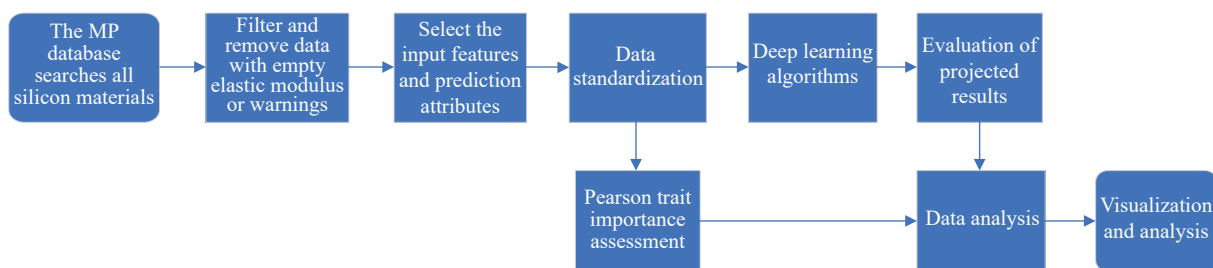 The MP
database
searches all
silicon materials
Filter and
remove data
with empty
elastic modulus
or warnings
Select the
input features
and prediction
attributes
Data
standardization
Deep learning
algorithms
Evaluation of
projected
results
Pearson trait
importance
assessment
Data analysis
Visualization
and analysis